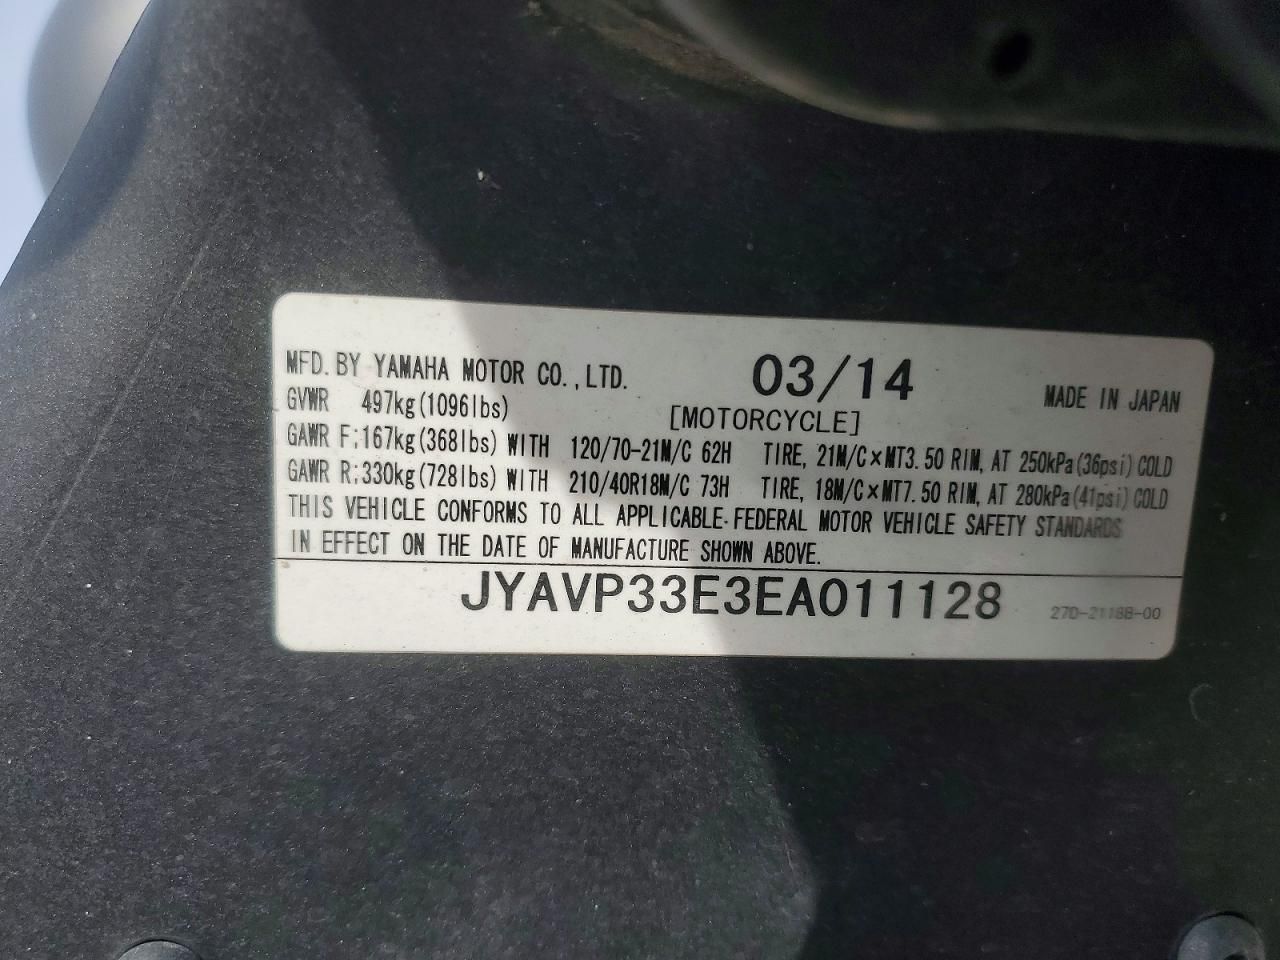 MFD. BY YAMAHA MOTOR CO., LTD. 03/14 MADE IN JAPAN
GVWR 497kg(1096lbs) [MOTORCYCLE]
GAWR F:167kg(368lbs) WITH 120/70-21M/C 62H TIRE, 21M/C×MT3.50 RIM, AT 250kPa(36psi) COLD
GAWR R:330kg(728lbs) WITH 210/40R18M/C 73H TIRE, 18M/C×MT7.50 RIM, AT 280kPa(41psi) COLD
THIS VEHICLE CONFORMS TO ALL APPLICABLE FEDERAL MOTOR VEHICLE SAFETY STANDARDS
IN EFFECT ON THE DATE OF MANUFACTURE SHOWN ABOVE.
JYAVP33E3EA011128 27D-2118B-00